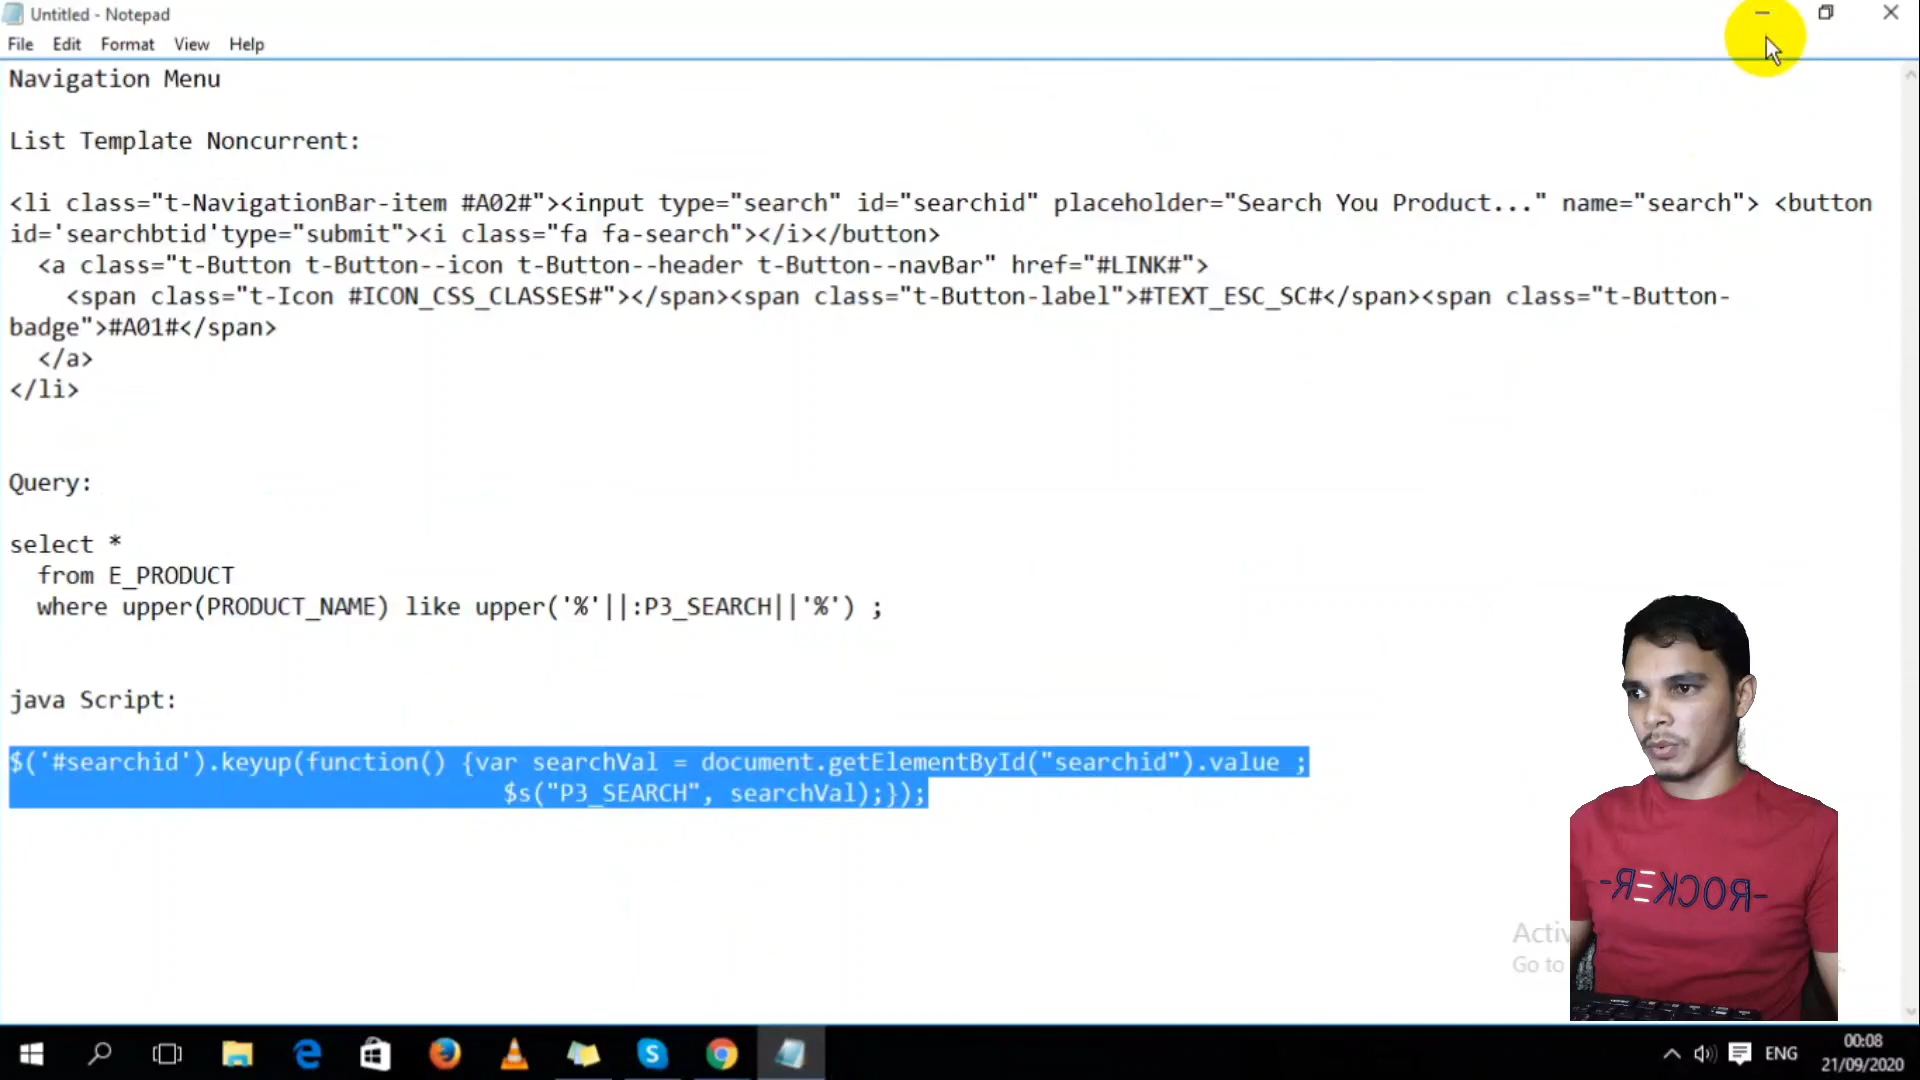 Untitled - Notepad
File Edit Format View Help
Navigation Menu
List Template Noncurrent:
<li class="t-NavigationBar-item #A02#"><input type="search" id="searchid" placeholder="Search You Product..." name="search"> <button
id='searchbtid'type="submit"><i class="fa fa-search"></i></button>
<a class="t-Button t-Button--icon t-Button--header t-Button--navBar" href="#LINK#">
<span class="t-Icon #ICON_CSS_CLASSES#"></span><span class="t-Button-label">#TEXT_ESC_SC#</span><span class="t-Button-
badge">#A01#</span>
</a>
</li>
Query:
select *
from E_PRODUCT
where upper(PRODUCT_NAME) like upper('%'||:P3_SEARCH||'%') ;
java Script:
$('#searchid').keyup(function() {var searchVal = document.getElementById("searchid").value ;
$s("P3_SEARCH", searchVal);});
-ROCKER-
Go to
ENG
00:08
21/09/2020